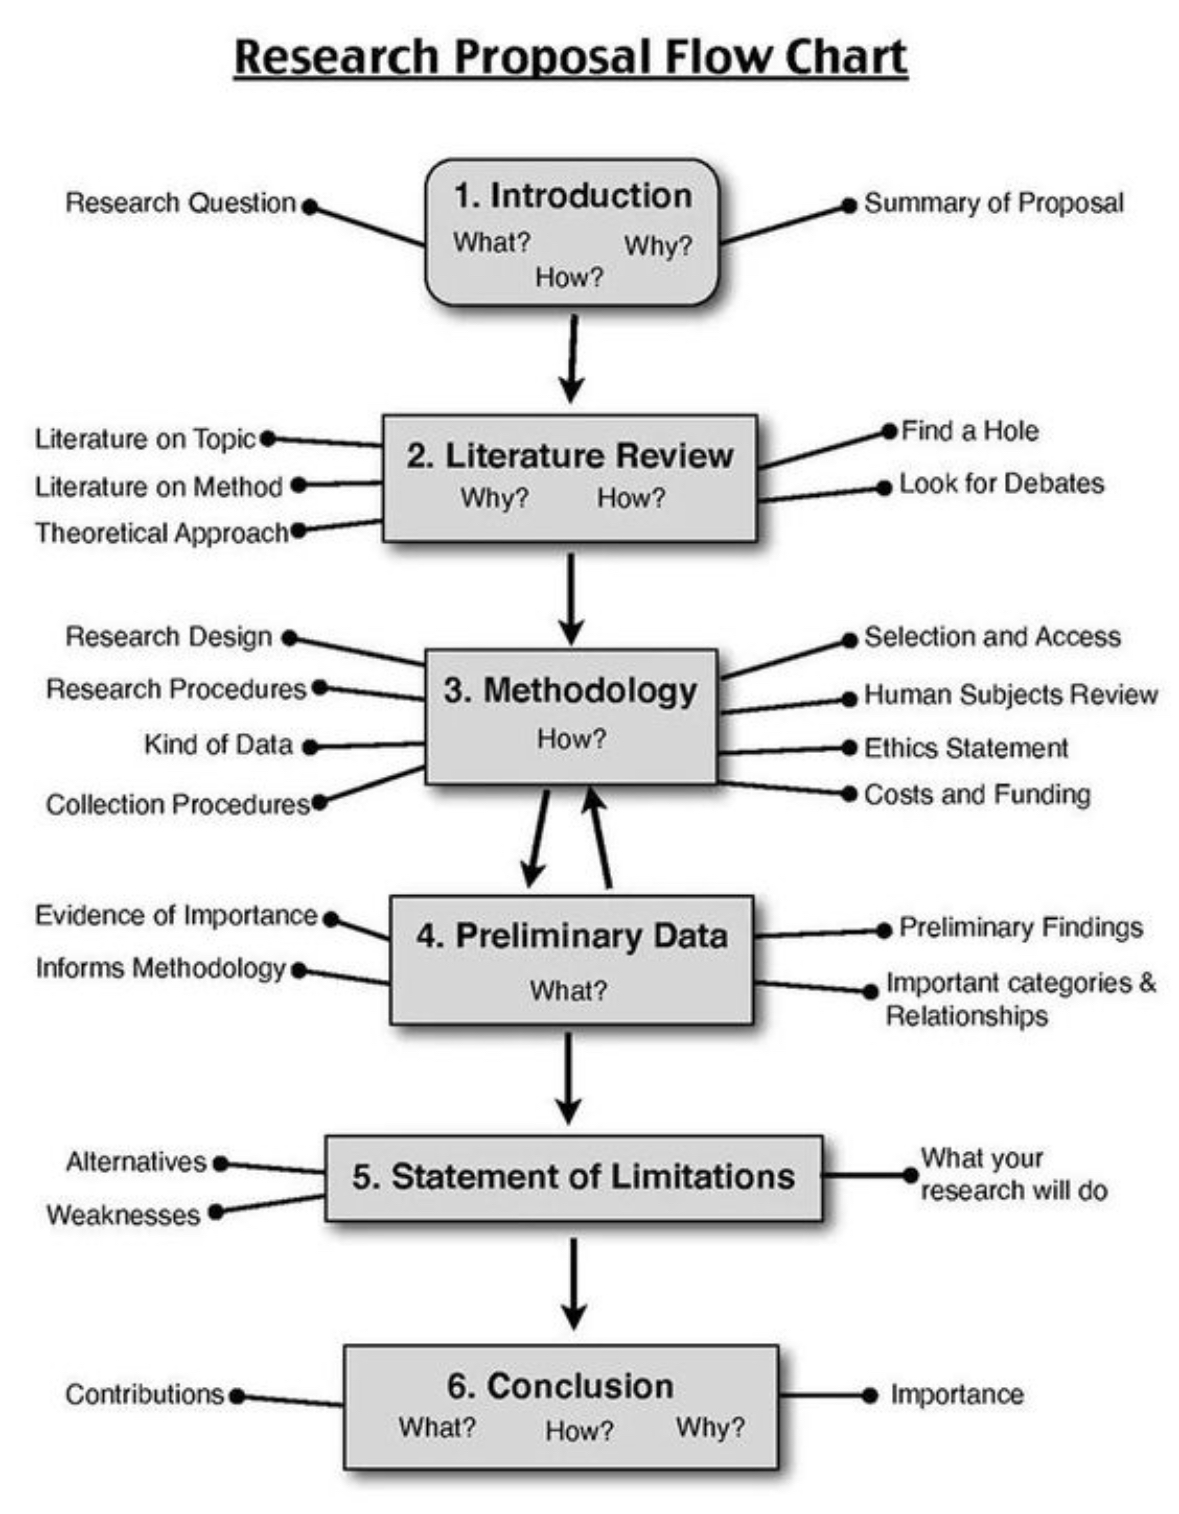 Research Proposal Flow Chart
1. Introduction
Research Question
Summary of Proposal
What?
Why?
How?
2. Literature Review
Literature on Topic
Find a Hole
Literature on Method
Why?
How?
Look for Debates
Theoretical Approach
Research Design
Selection and Access
3. Methodology
Research Procedures
Human Subjects Review
How?
Kind of Data
Ethics Statement
Collection Procedures
Costs and Funding
Evidence of Importance
4. Preliminary Data
Preliminary Findings
Informs Methodology
What?
Important categories &
Relationships
Alternatives
5. Statement of Limitations
What your
research will do
Weaknesses
6. Conclusion
Contributions
Importance
What?
How?
Why?